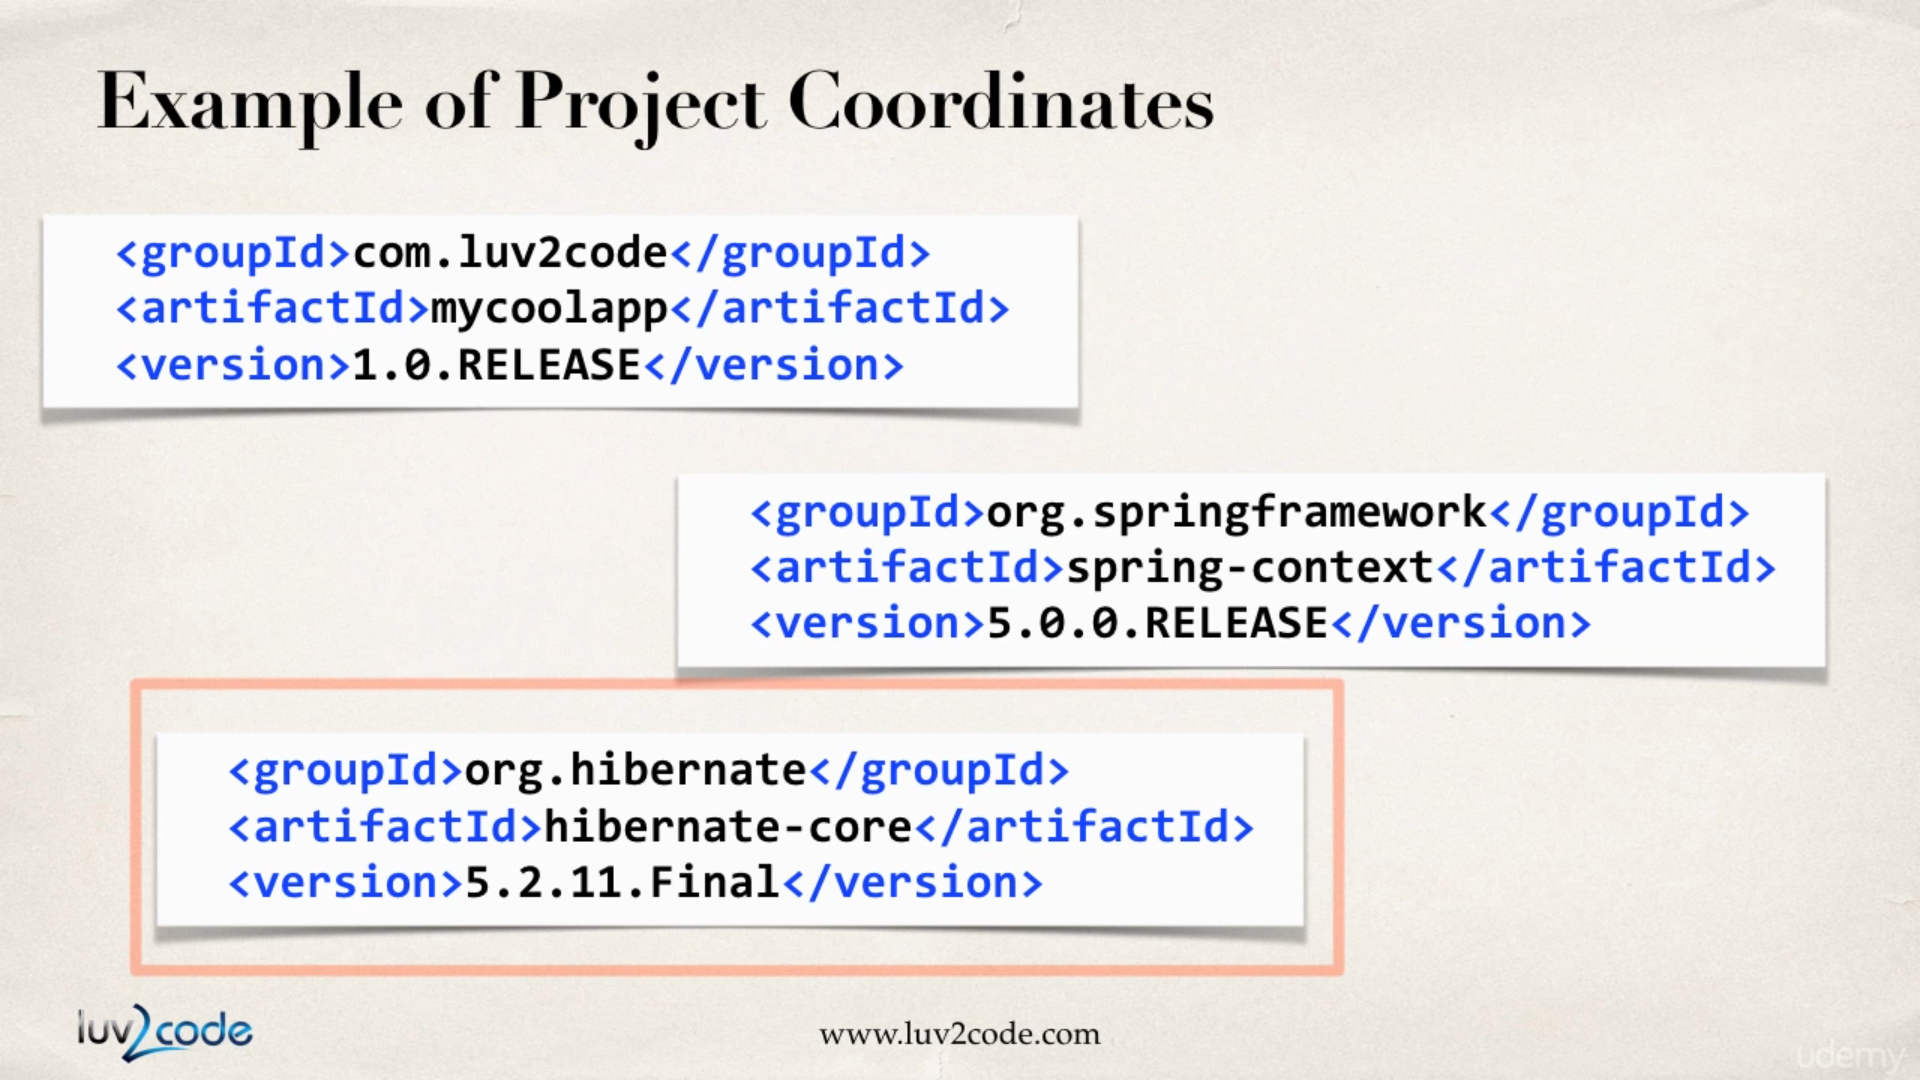 Example of Project Coordinates
<groupId>com.luv2code</groupId>
<artifactId>mycoolapp</artifactId>
<version>1.0.RELEASE</version>
<groupId>org.springframework</groupId>
<artifactId>spring-context</artifactId>
<version>5.0.0.RELEASE</version>
<groupId>org.hibernate</groupId>
<artifactId>hibernate-core</artifactId>
<version>5.2.11.Final</version>
luv2code
www.luv2code.com
udemy